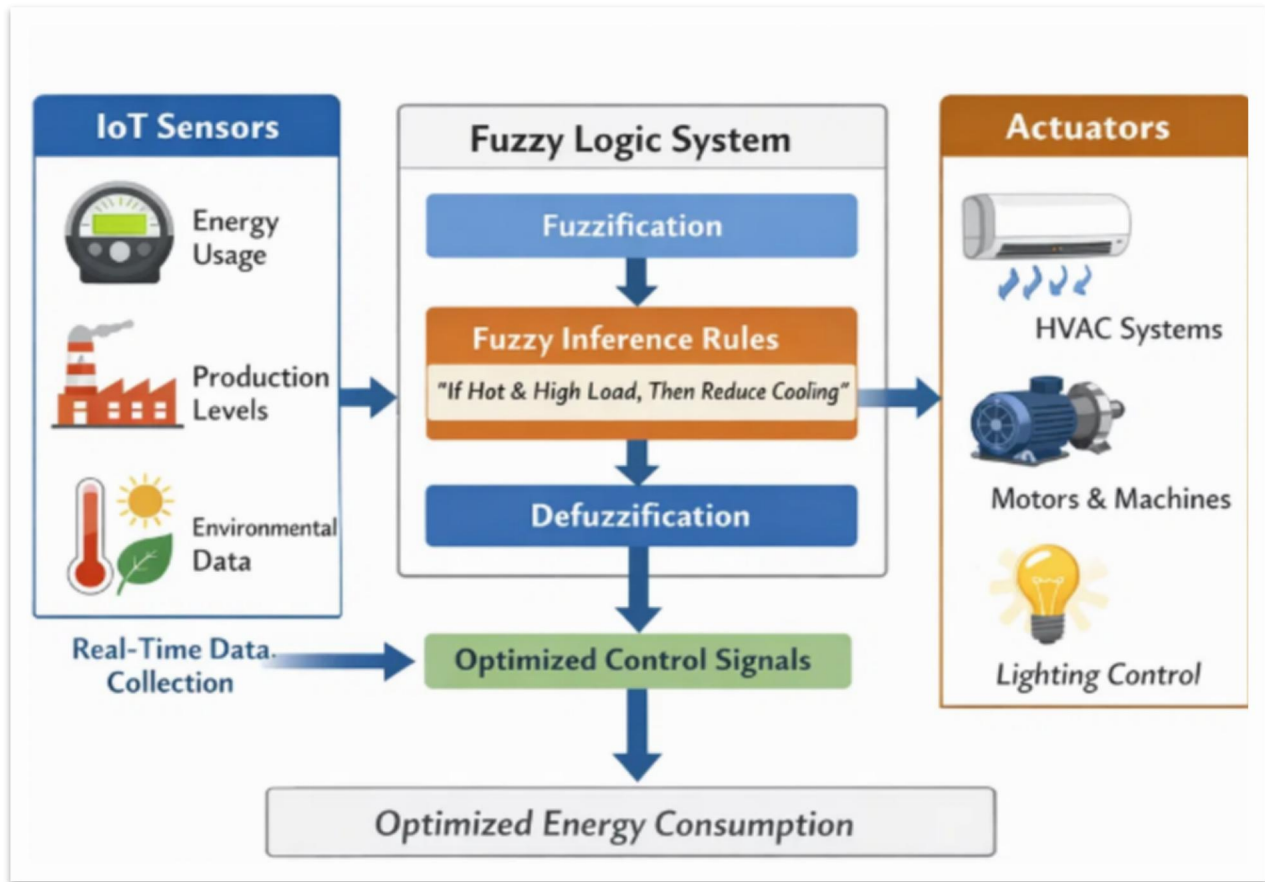 IoT Sensors
Energy
Usage
Production
Levels
Environmental
Data
Real-Time Data.
Collection
Fuzzy Logic System
Fuzzification
Fuzzy Inference Rules
"If Hot & High Load, Then Reduce Cooling"
Defuzzification
Optimized Control Signals
Optimized Energy Consumption
Actuators
HVAC Systems
Motors & Machines
Lighting Control